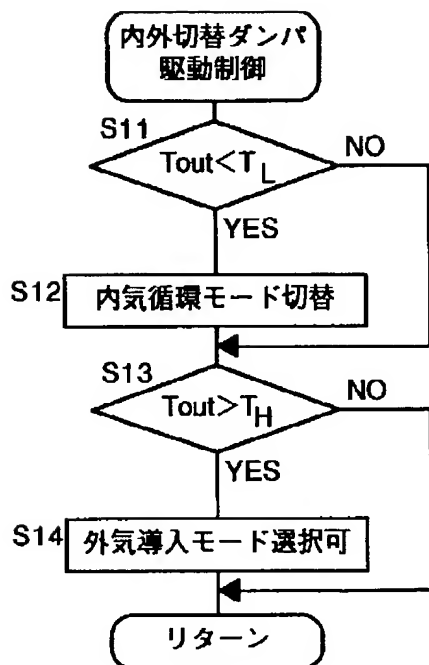 内外切替ダンパ
駆動制御
S11
Tout<TL
NO
YES
S12
内気循環モード切替
S13
Tout>TH
NO
YES
S14
外気導入モード選択可
リターン